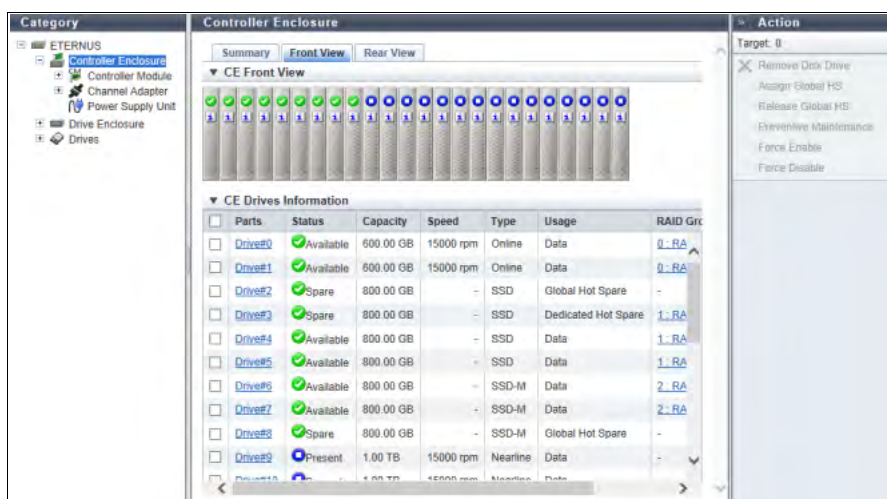 Category
ETERNUS
Controller Enclosure
Controller Module
Channel Adapter
Power Supply Unit
Drive Enclosure
Drives
Controller Enclosure
Summary Front View Rear View
CE Front View
CE Drives Information
Parts Status Capacity Speed Type Usage RAID Gro
Drive#0 Available 600.00 GB 15000 rpm Online Data 0 : RA
Drive#1 Available 600.00 GB 15000 rpm Online Data 0 : RA
Drive#2 Spare 800.00 GB - SSD Global Hot Spare -
Drive#3 Spare 800.00 GB - SSD Dedicated Hot Spare 1 : RA
Drive#4 Available 800.00 GB - SSD Data 1 : RA
Drive#5 Available 800.00 GB - SSD Data 1 : RA
Drive#6 Available 800.00 GB - SSD-M Data 2 : RA
Drive#7 Available 800.00 GB - SSD-M Data 2 : RA
Drive#8 Spare 800.00 GB - SSD-M Global Hot Spare -
Drive#9 Present 1.00 TB 15000 rpm Nearline Data -
» Action
Target: 0
Remove Disk Drive
Assign Global HS
Release Global HS
Preventive Maintenance
Force Enable
Force Disable